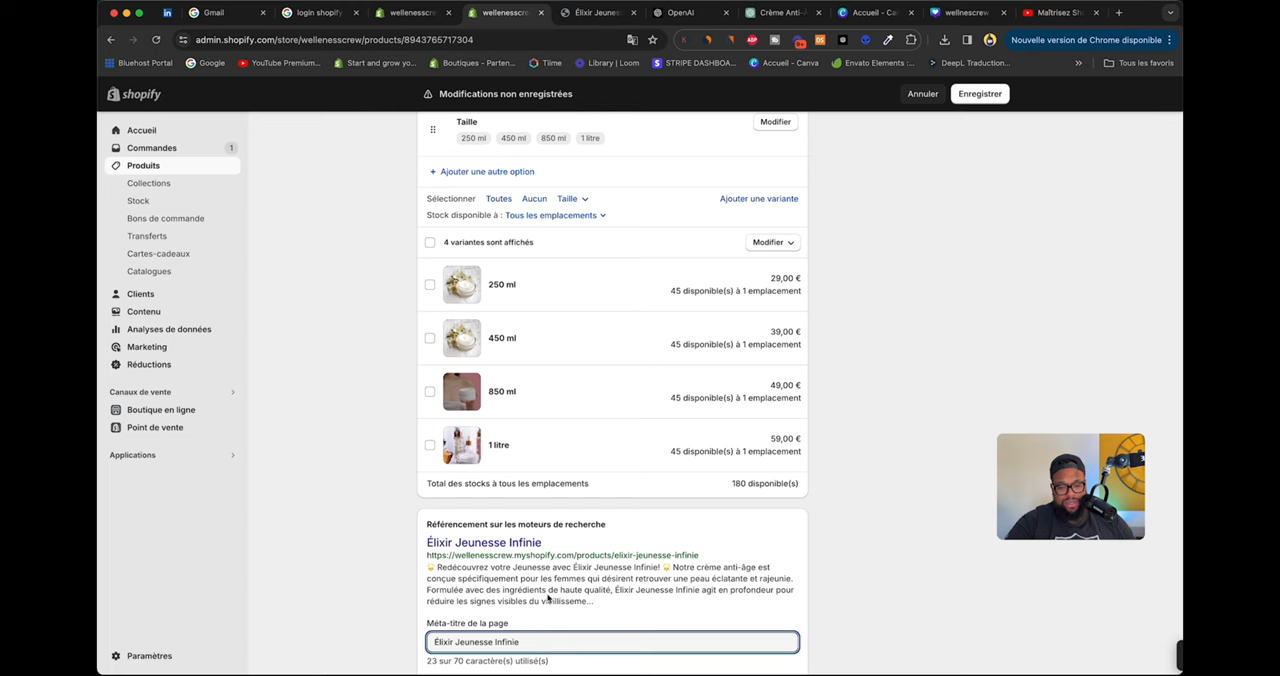 Gmail
login shopify
wellenesscre
wellenesscr
Élixir Jeuness
OpenAI
Crème Anti-
Accueil - Ca
wellnescrew
Maîtrisez Sh
admin.shopify.com/store/wellenesscrew/products/8943765717304
Nouvelle version de Chrome disponible
Bluehost Portal
Google
YouTube Premium...
Start and grow yo...
Boutiques - Parten...
Tiime
Library | Loom
STRIPE DASHBOA...
Accueil - Canva
Envato Elements :...
DeepL Traduction...
Tous les favoris
shopify
Modifications non enregistrées
Annuler
Enregistrer
Accueil
Commandes
1
Produits
Collections
Stock
Bons de commande
Transferts
Cartes-cadeaux
Catalogues
Clients
Contenu
Analyses de données
Marketing
Réductions
Canaux de vente
Boutique en ligne
Point de vente
Applications
Paramètres
Taille
Modifier
250 ml 450 ml 850 ml 1 litre
+ Ajouter une autre option
Sélectionner Toutes Aucun Taille
Ajouter une variante
Stock disponible à : Tous les emplacements
4 variantes sont affichés
Modifier
250 ml
29,00 €
45 disponible(s) à 1 emplacement
450 ml
39,00 €
45 disponible(s) à 1 emplacement
850 ml
49,00 €
45 disponible(s) à 1 emplacement
1 litre
59,00 €
45 disponible(s) à 1 emplacement
Total des stocks à tous les emplacements
180 disponible(s)
Référencement sur les moteurs de recherche
Élixir Jeunesse Infinie
https://wellenesscrew.myshopify.com/products/elixir-jeunesse-infinie
Redécouvrez votre Jeunesse avec Élixir Jeunesse Infinie! Notre crème anti-âge est
conçue spécifiquement pour les femmes qui désirent retrouver une peau éclatante et rajeunie.
Formulée avec des ingrédients de haute qualité, Élixir Jeunesse Infinie agit en profondeur pour
réduire les signes visibles du vieillisseme...
Méta-titre de la page
Élixir Jeunesse Infinie
23 sur 70 caractère(s) utilisé(s)